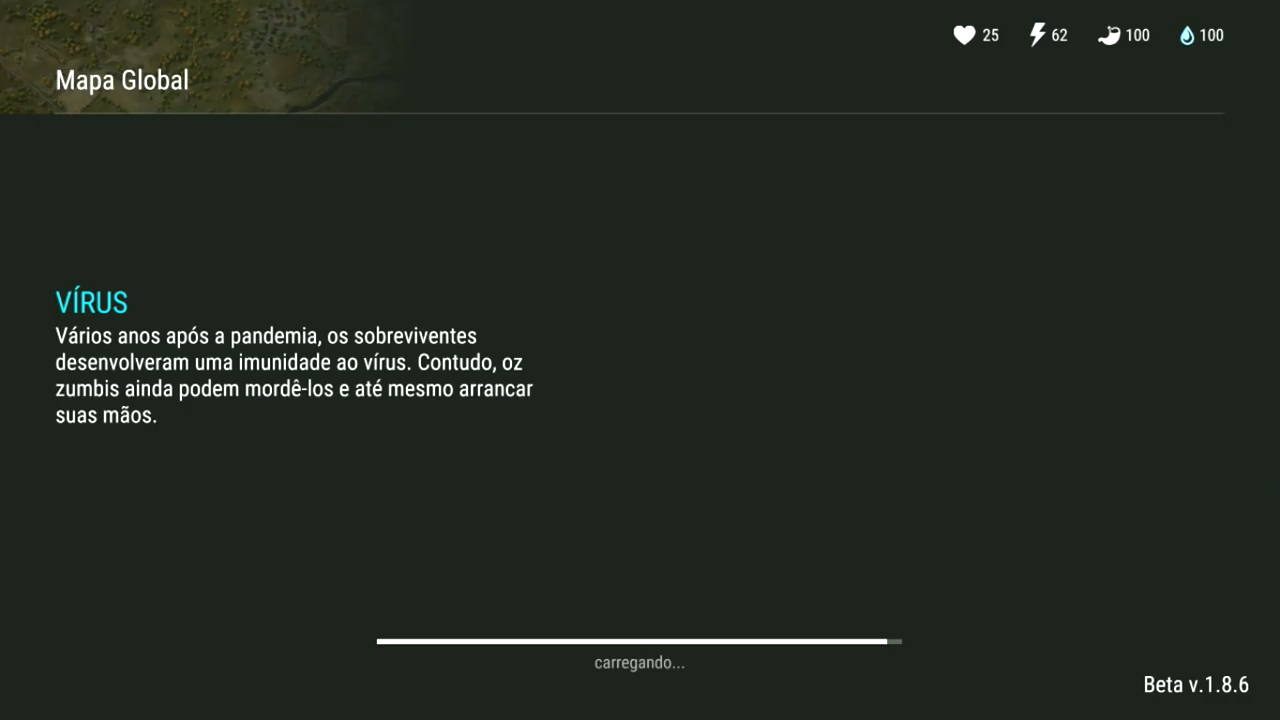 25 62 100 100
Mapa Global
VÍRUS
Vários anos após a pandemia, os sobreviventes
desenvolveram uma imunidade ao vírus. Contudo, oz
zumbis ainda podem mordê-los e até mesmo arrancar
suas mãos.
carregando...
Beta v.1.8.6